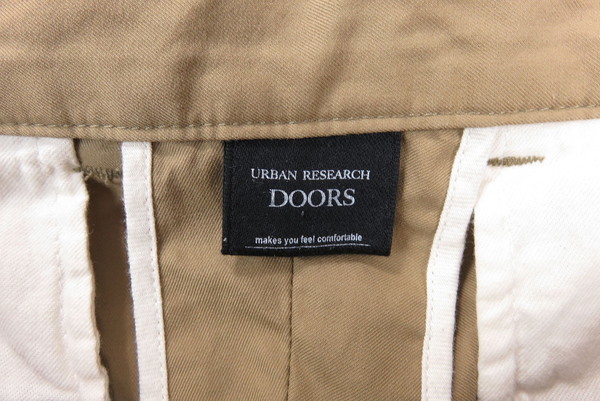 URBAN RESEARCH
DOORS
makes you feel comfortable